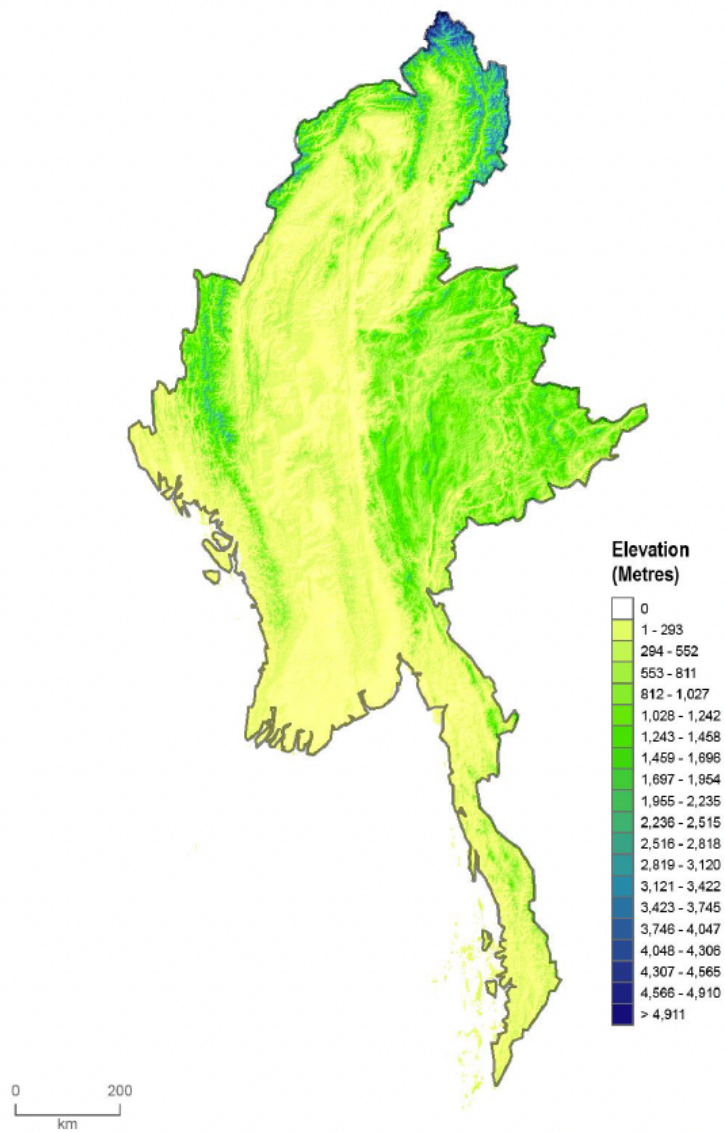 Elevation
(Metres)
0
1 - 293
294 - 552
553 - 811
812 - 1,027
1,028 - 1,242
1,243 - 1,458
1,459 - 1,696
1,697 - 1,954
1,955 - 2,235
2,236 - 2,515
2,516 - 2,818
2,819 - 3,120
3,121 - 3,422
3,423 - 3,745
3,746 - 4,047
4,048 - 4,306
4,307 - 4,565
4,566 - 4,910
> 4,911
0 200
km